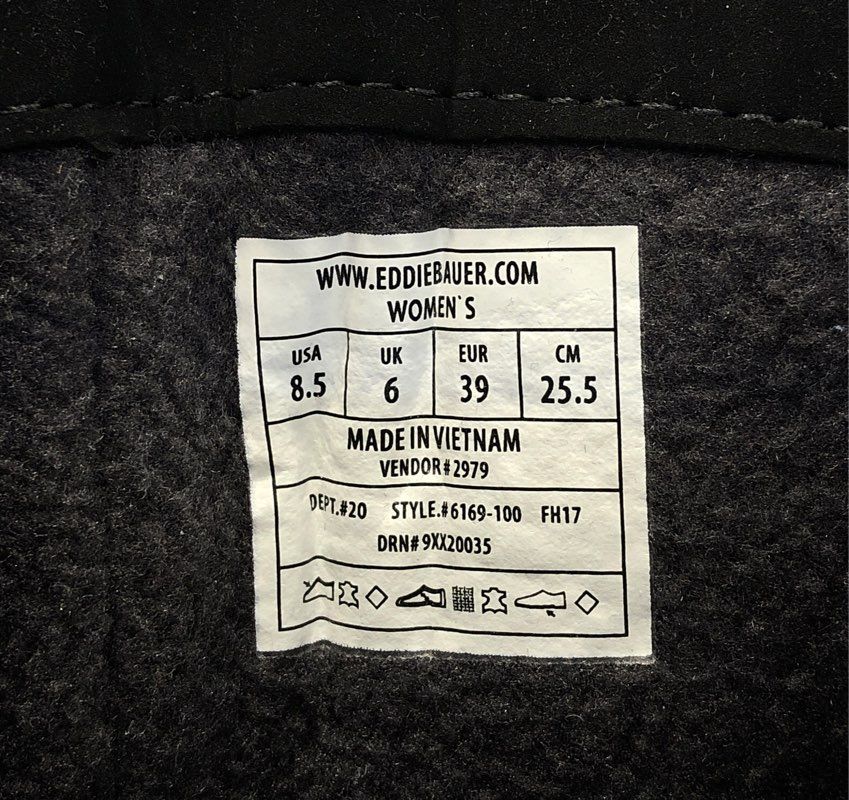 WWW.EDDIEBAUER.COM
WOMEN`S
USA UK EUR CM
8.5 6 39 25.5
MADE IN VIETNAM
VENDOR#2979
DEPT.#20 STYLE.#6169-100 FH17
DRN#9XX20035